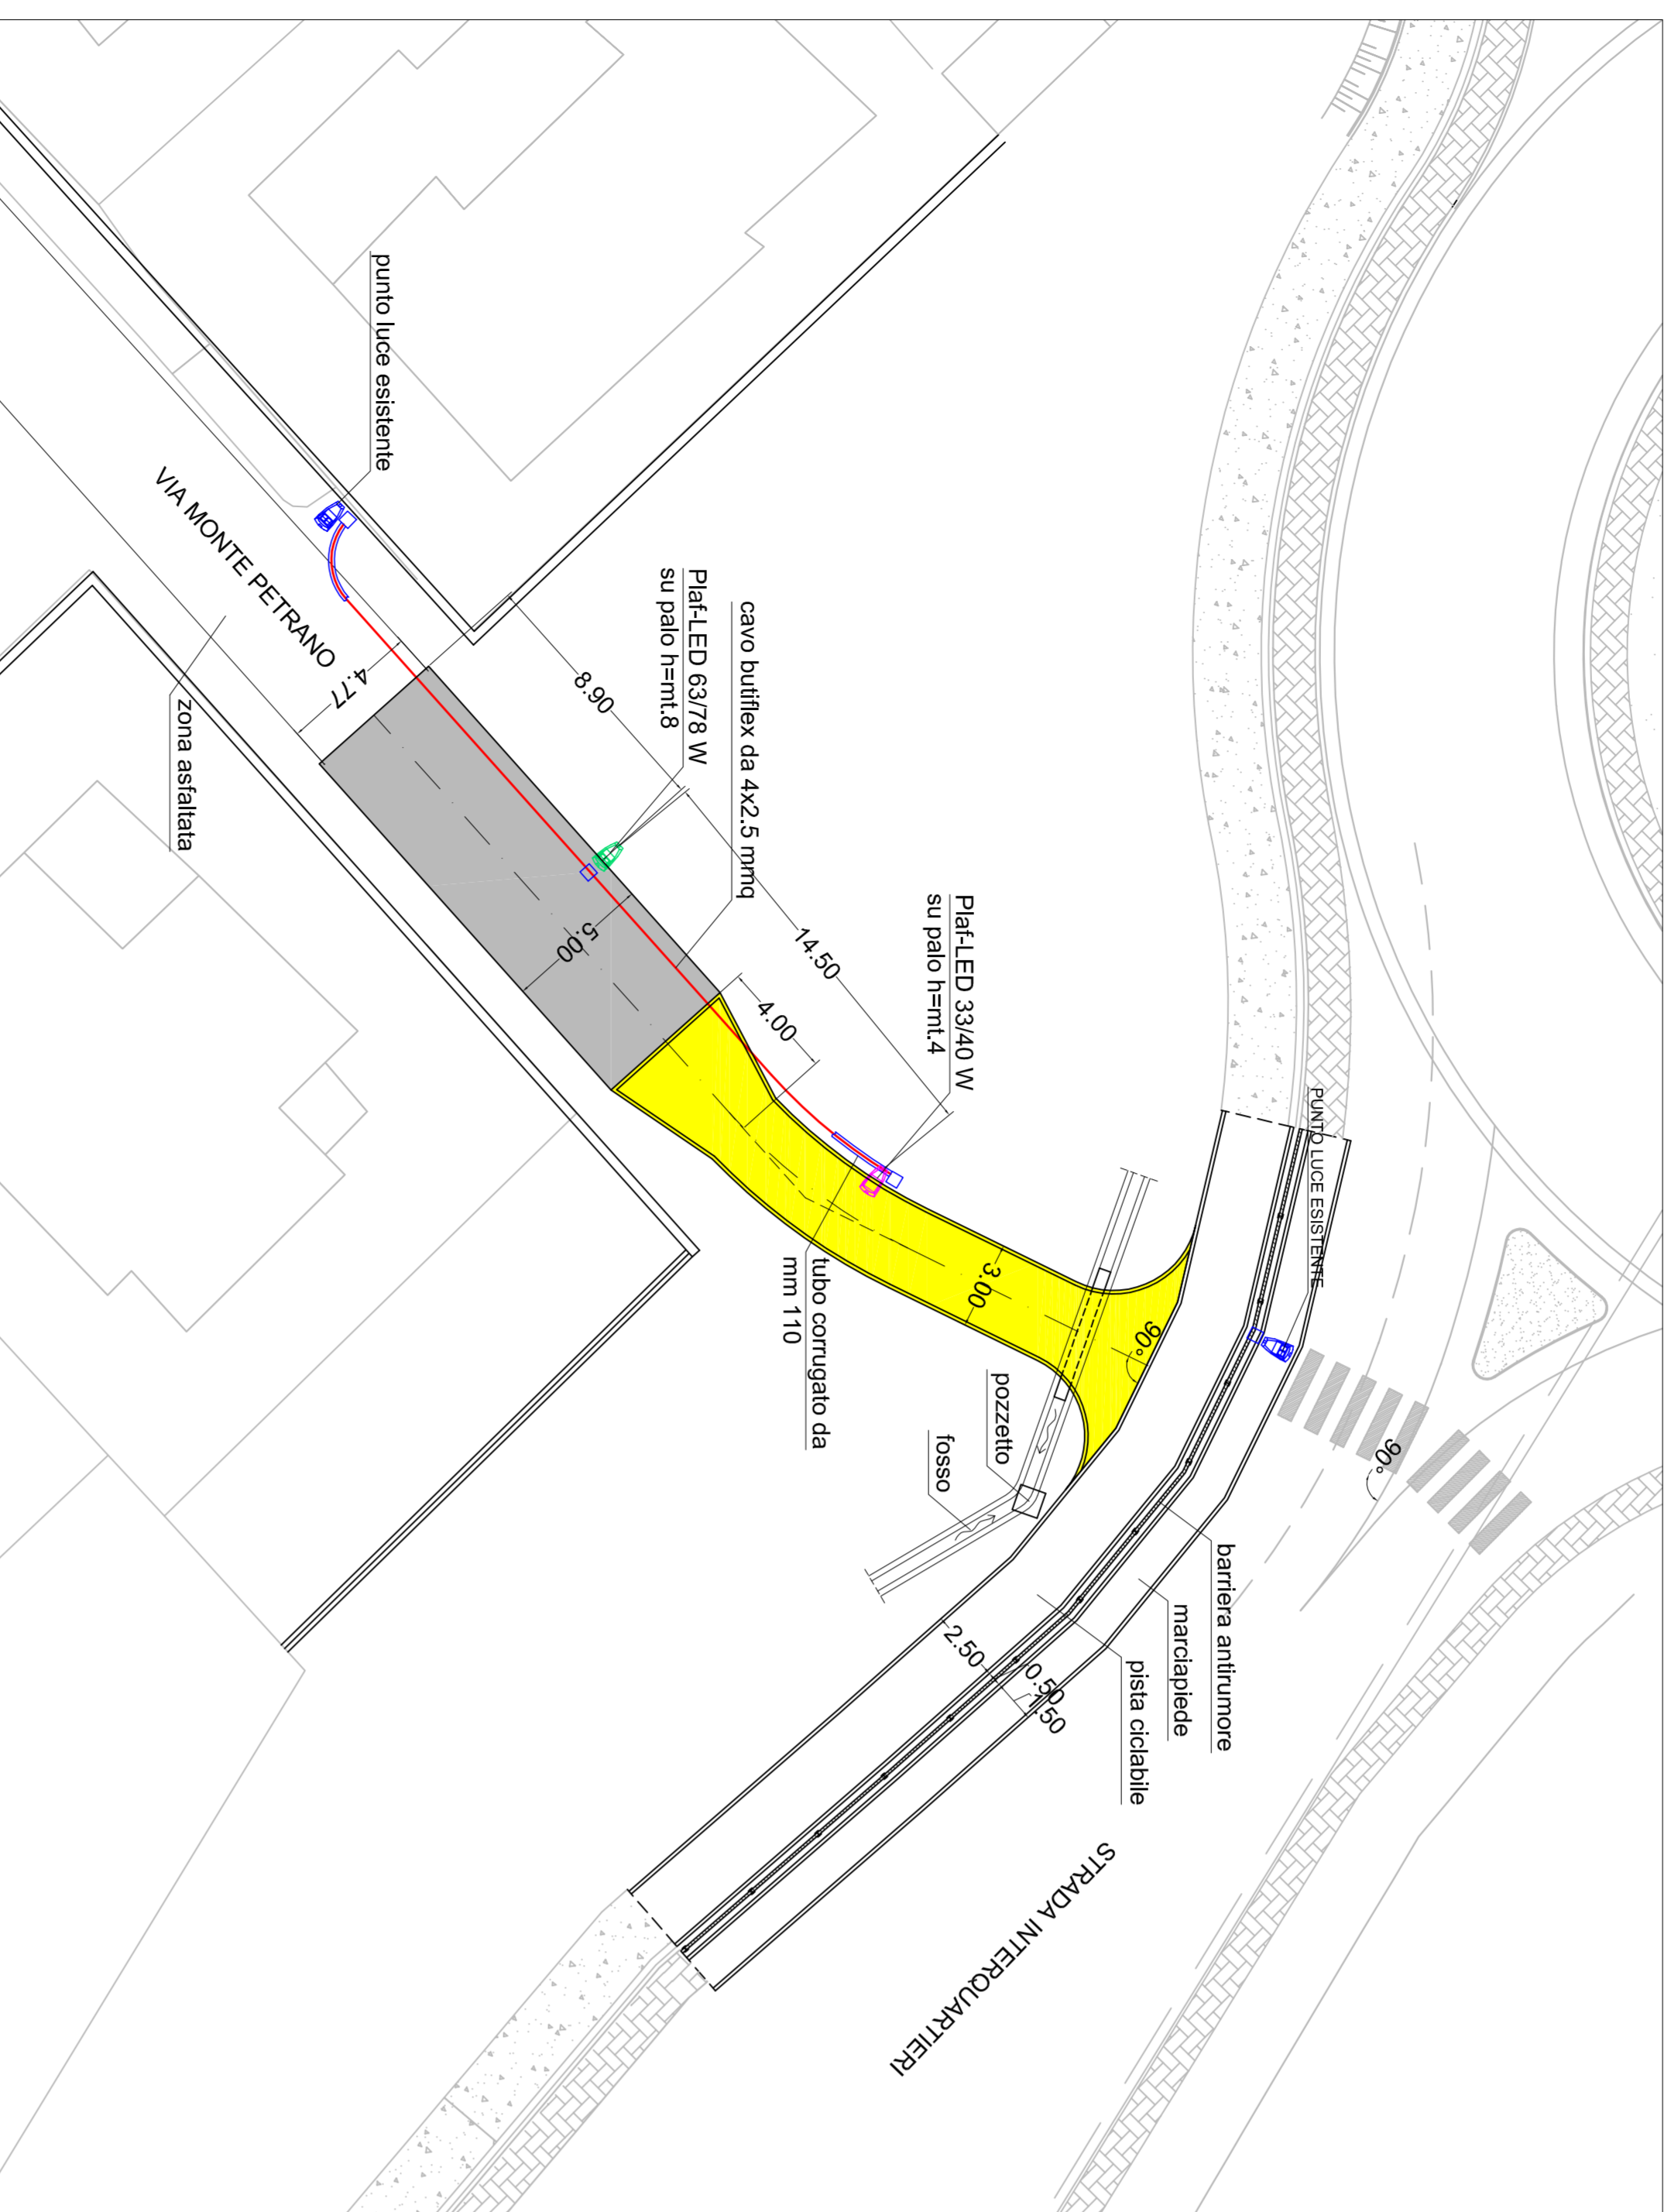 PUNTO LUCE ESISTENTE
90°
barriera antirumore
marciapiede
pista ciclabile
STRADA INTERQUARTIERI
2.50
0.50
1.50
90°
pozzetto
fosso
3.00
Plaf-LED 33/40 W
su palo h=mt.4
14.50
4.00
tubo corrugato da
mm 110
cavo butiflex da 4x2.5 mmq
Plaf-LED 63/78 W
su palo h=mt.8
8.90
5.00
4.77
punto luce esistente
VIA MONTE PETRANO
zona asfaltata